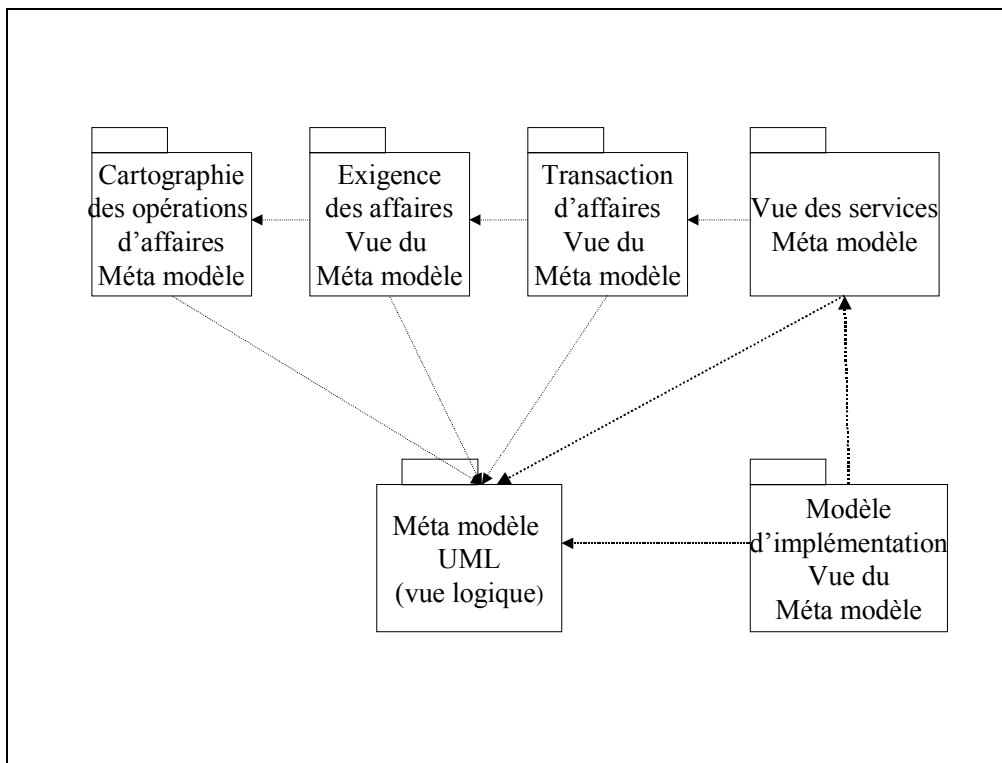 Cartographie
des opérations
d’affaires
Méta modèle
Exigence
des affaires
Vue du
Méta modèle
Transaction
d’affaires
Vue du
Méta modèle
Vue des services
Méta modèle
Méta modèle
UML
(vue logique)
Modèle
d’implémentation
Vue du
Méta modèle